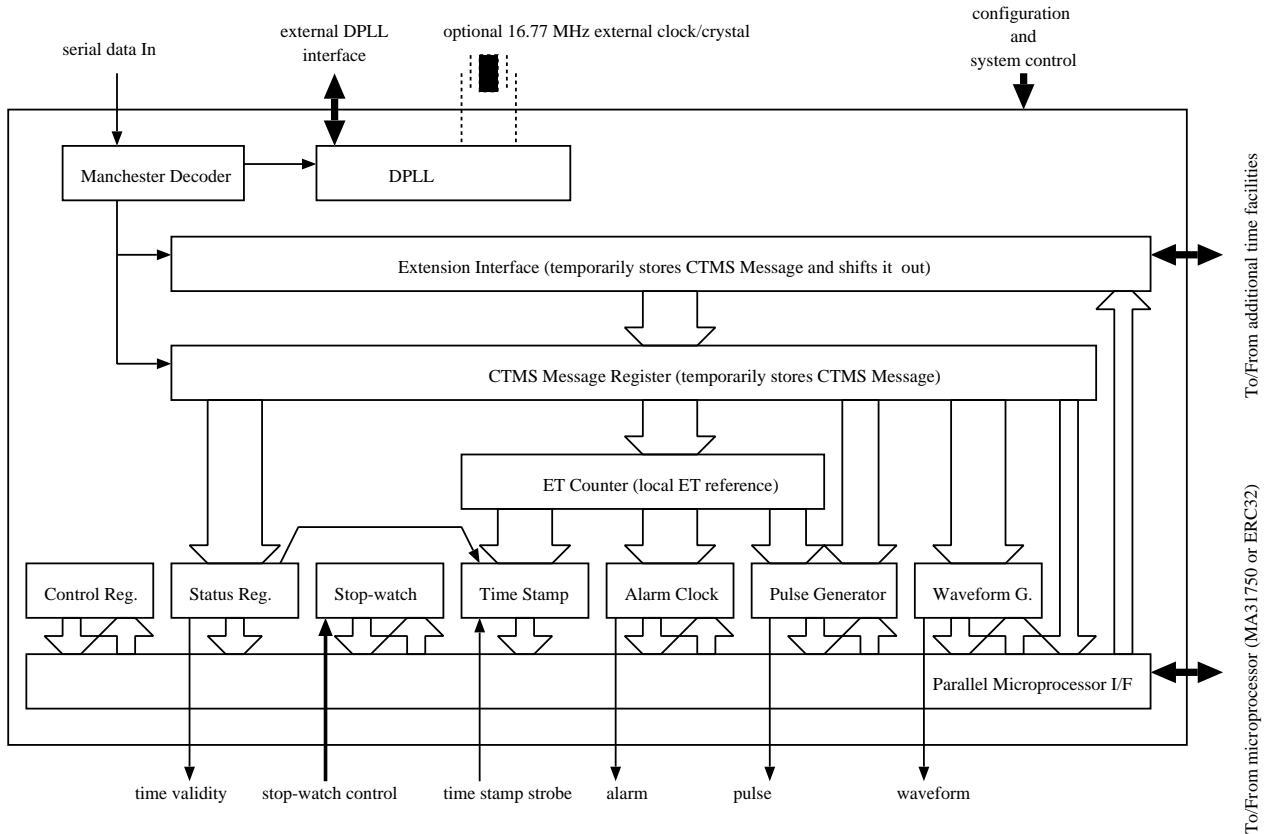 serial data In
external DPLL
interface
optional 16.77 MHz external clock/crystal
configuration
and
system control
Manchester Decoder
DPLL
Extension Interface (temporarily stores CTMS Message and shifts it out)
To/From additional time facilities
CTMS Message Register (temporarily stores CTMS Message)
ET Counter (local ET reference)
Control Reg.
Status Reg.
Stop-watch
Time Stamp
Alarm Clock
Pulse Generator
Waveform G.
Parallel Microprocessor I/F
To/From microprocessor (MA31750 or ERC32)
time validity
stop-watch control
time stamp strobe
alarm
pulse
waveform